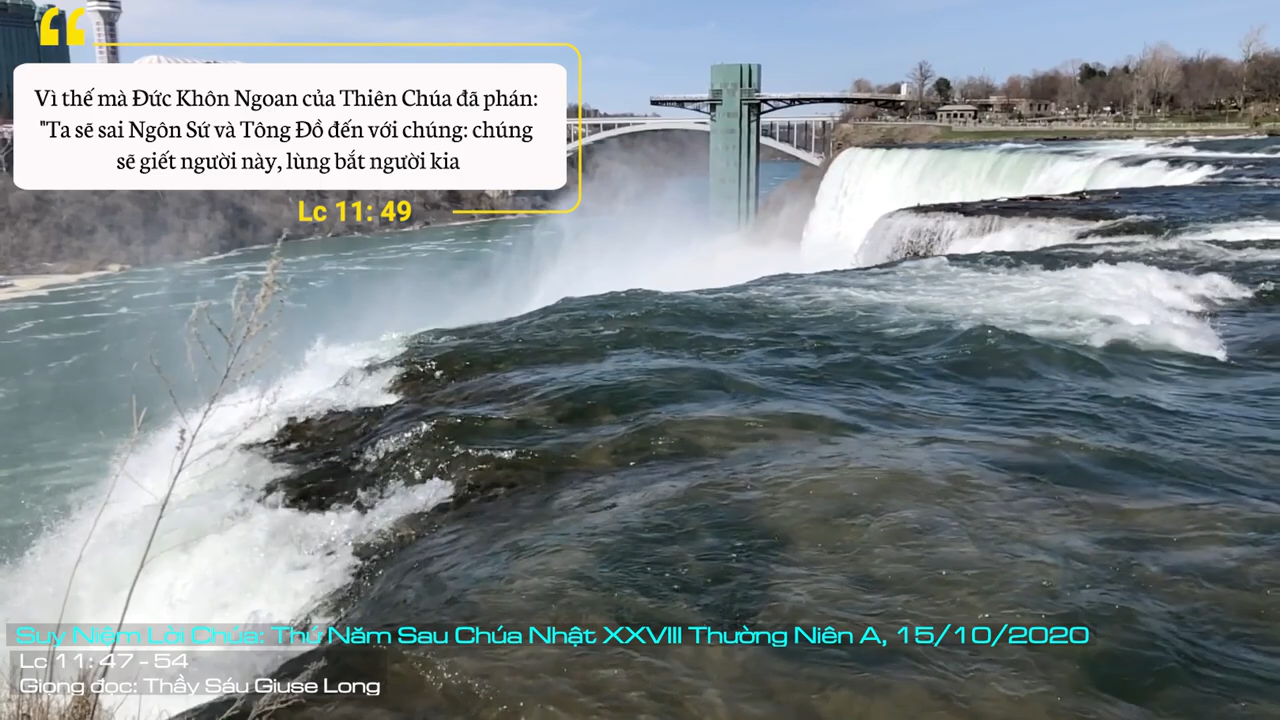 Vì thế mà Đức Khôn Ngoan của Thiên Chúa đã phán:
"Ta sẽ sai Ngôn Sứ và Tông Đồ đến với chúng: chúng
sẽ giết người này, lùng bắt người kia
Lc 11: 49
Suy Niệm Lời Chúa: Thứ Năm Sau Chúa Nhật XXVIII Thường Niên A, 15/10/2020
Lc 11: 47 - 54
Giọng đọc: Thầy Sáu Giuse Long